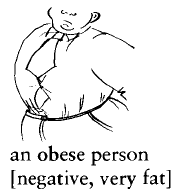 an obese person
[negative, very fat]